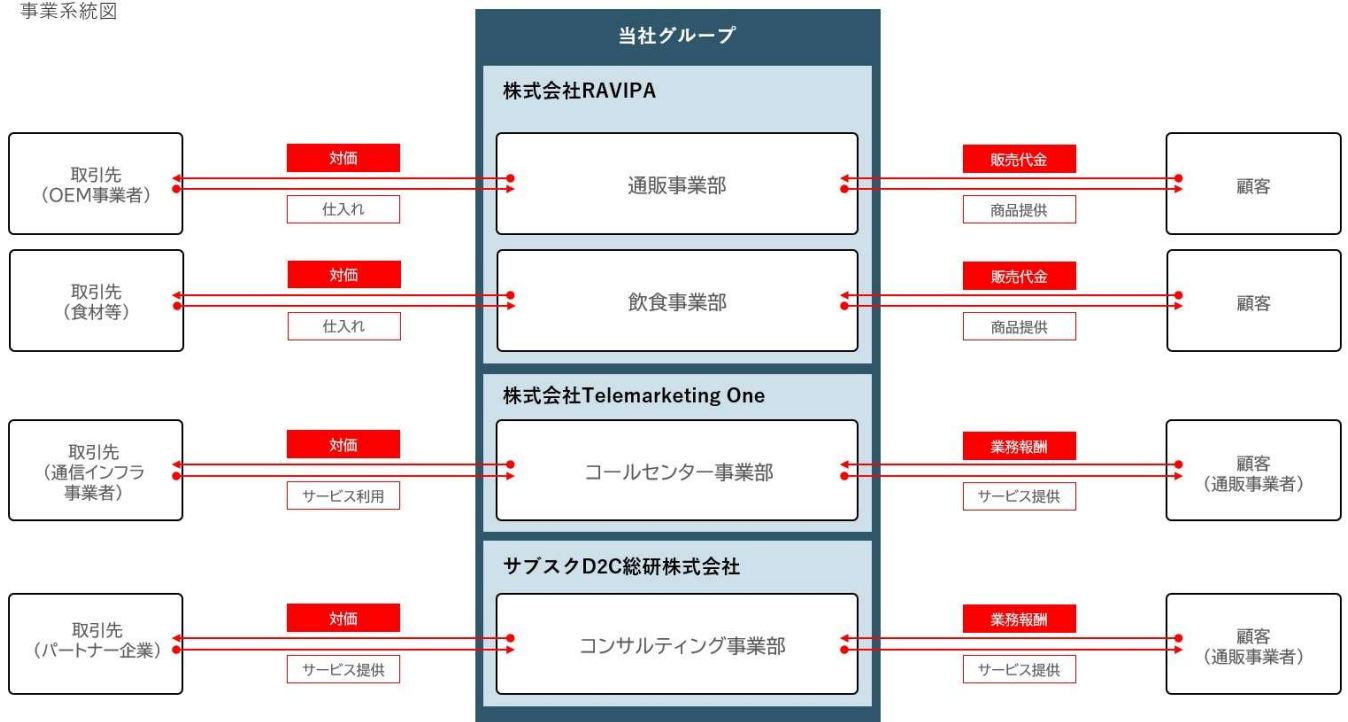 事業系統図
当社グループ
株式会社RAVIPA
取引先
(OEM事業者)
対価
仕入れ
通販事業部
販売代金
商品提供
顧客
取引先
(食材等)
対価
仕入れ
飲食事業部
販売代金
商品提供
顧客
株式会社Telemarketing One
取引先
(通信インフラ
事業者)
対価
サービス利用
コールセンター事業部
業務報酬
サービス提供
顧客
(通販事業者)
サブスクD2C総研株式会社
取引先
(パートナー企業)
対価
サービス提供
コンサルティング事業部
業務報酬
サービス提供
顧客
(通販事業者)